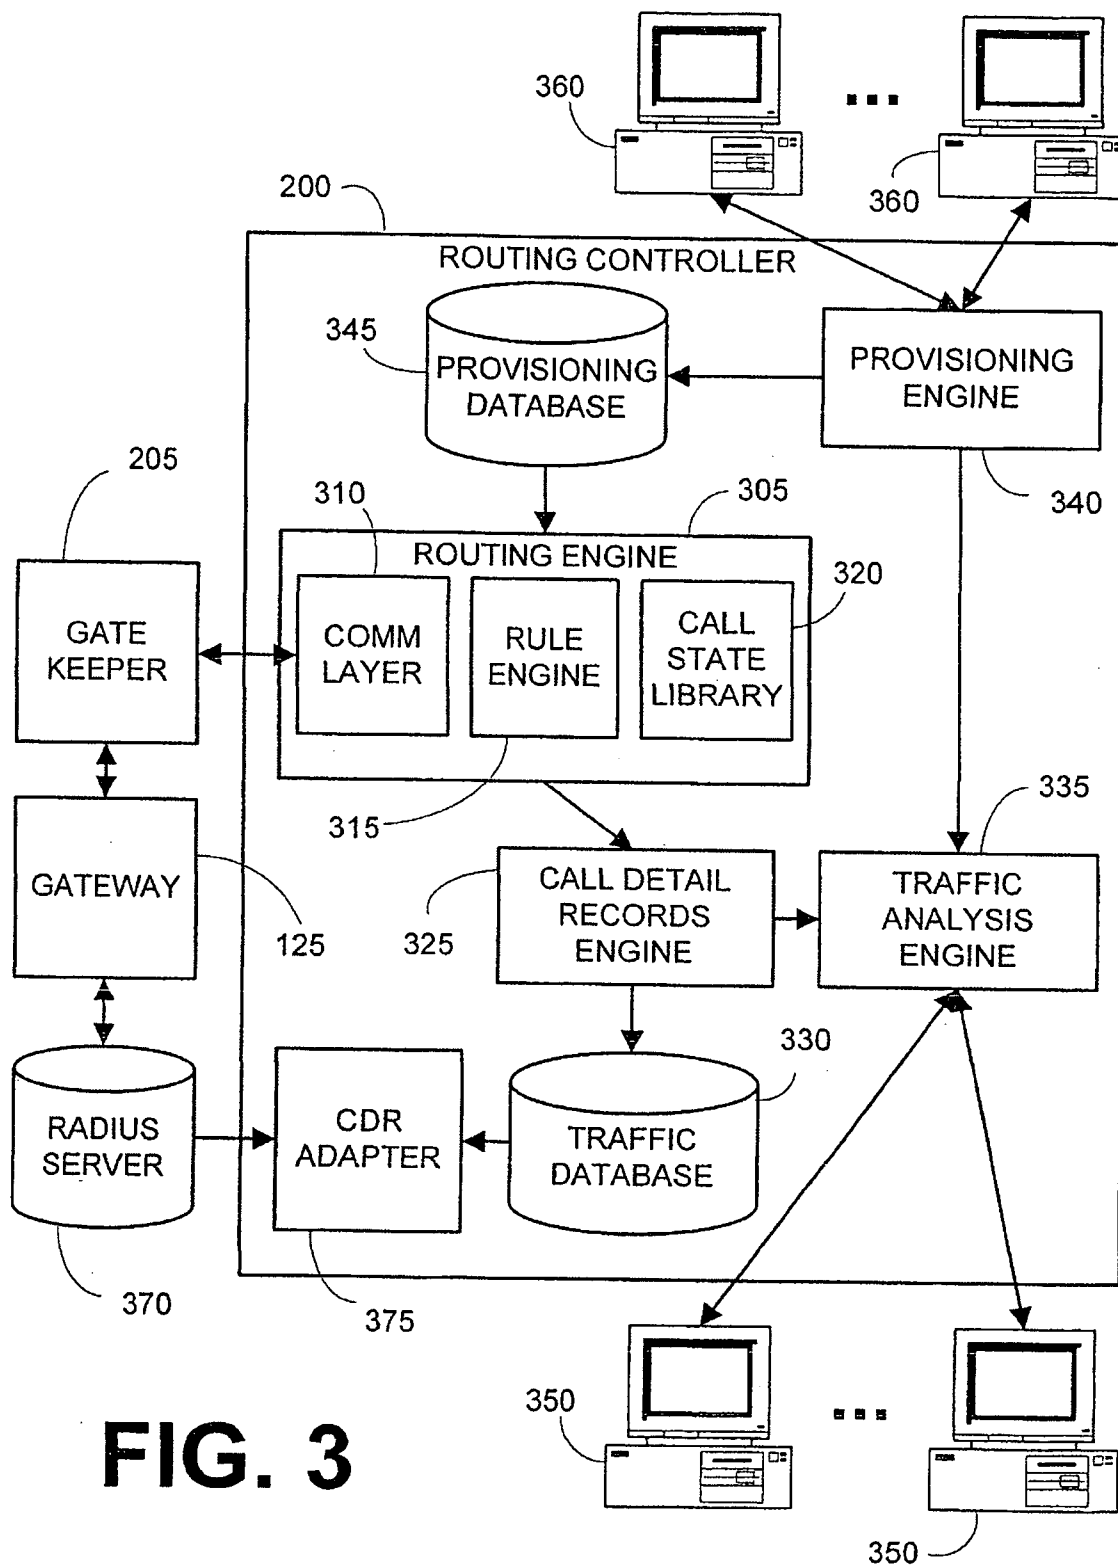 360
360
200
ROUTING CONTROLLER
345
PROVISIONING
DATABASE
PROVISIONING
ENGINE
205
310
305
340
ROUTING ENGINE
320
GATE
KEEPER
COMM
LAYER
RULE
ENGINE
CALL
STATE
LIBRARY
315
335
GATEWAY
125
325
CALL DETAIL
RECORDS
ENGINE
TRAFFIC
ANALYSIS
ENGINE
330
RADIUS
SERVER
CDR
ADAPTER
TRAFFIC
DATABASE
370
375
350
FIG. 3
350